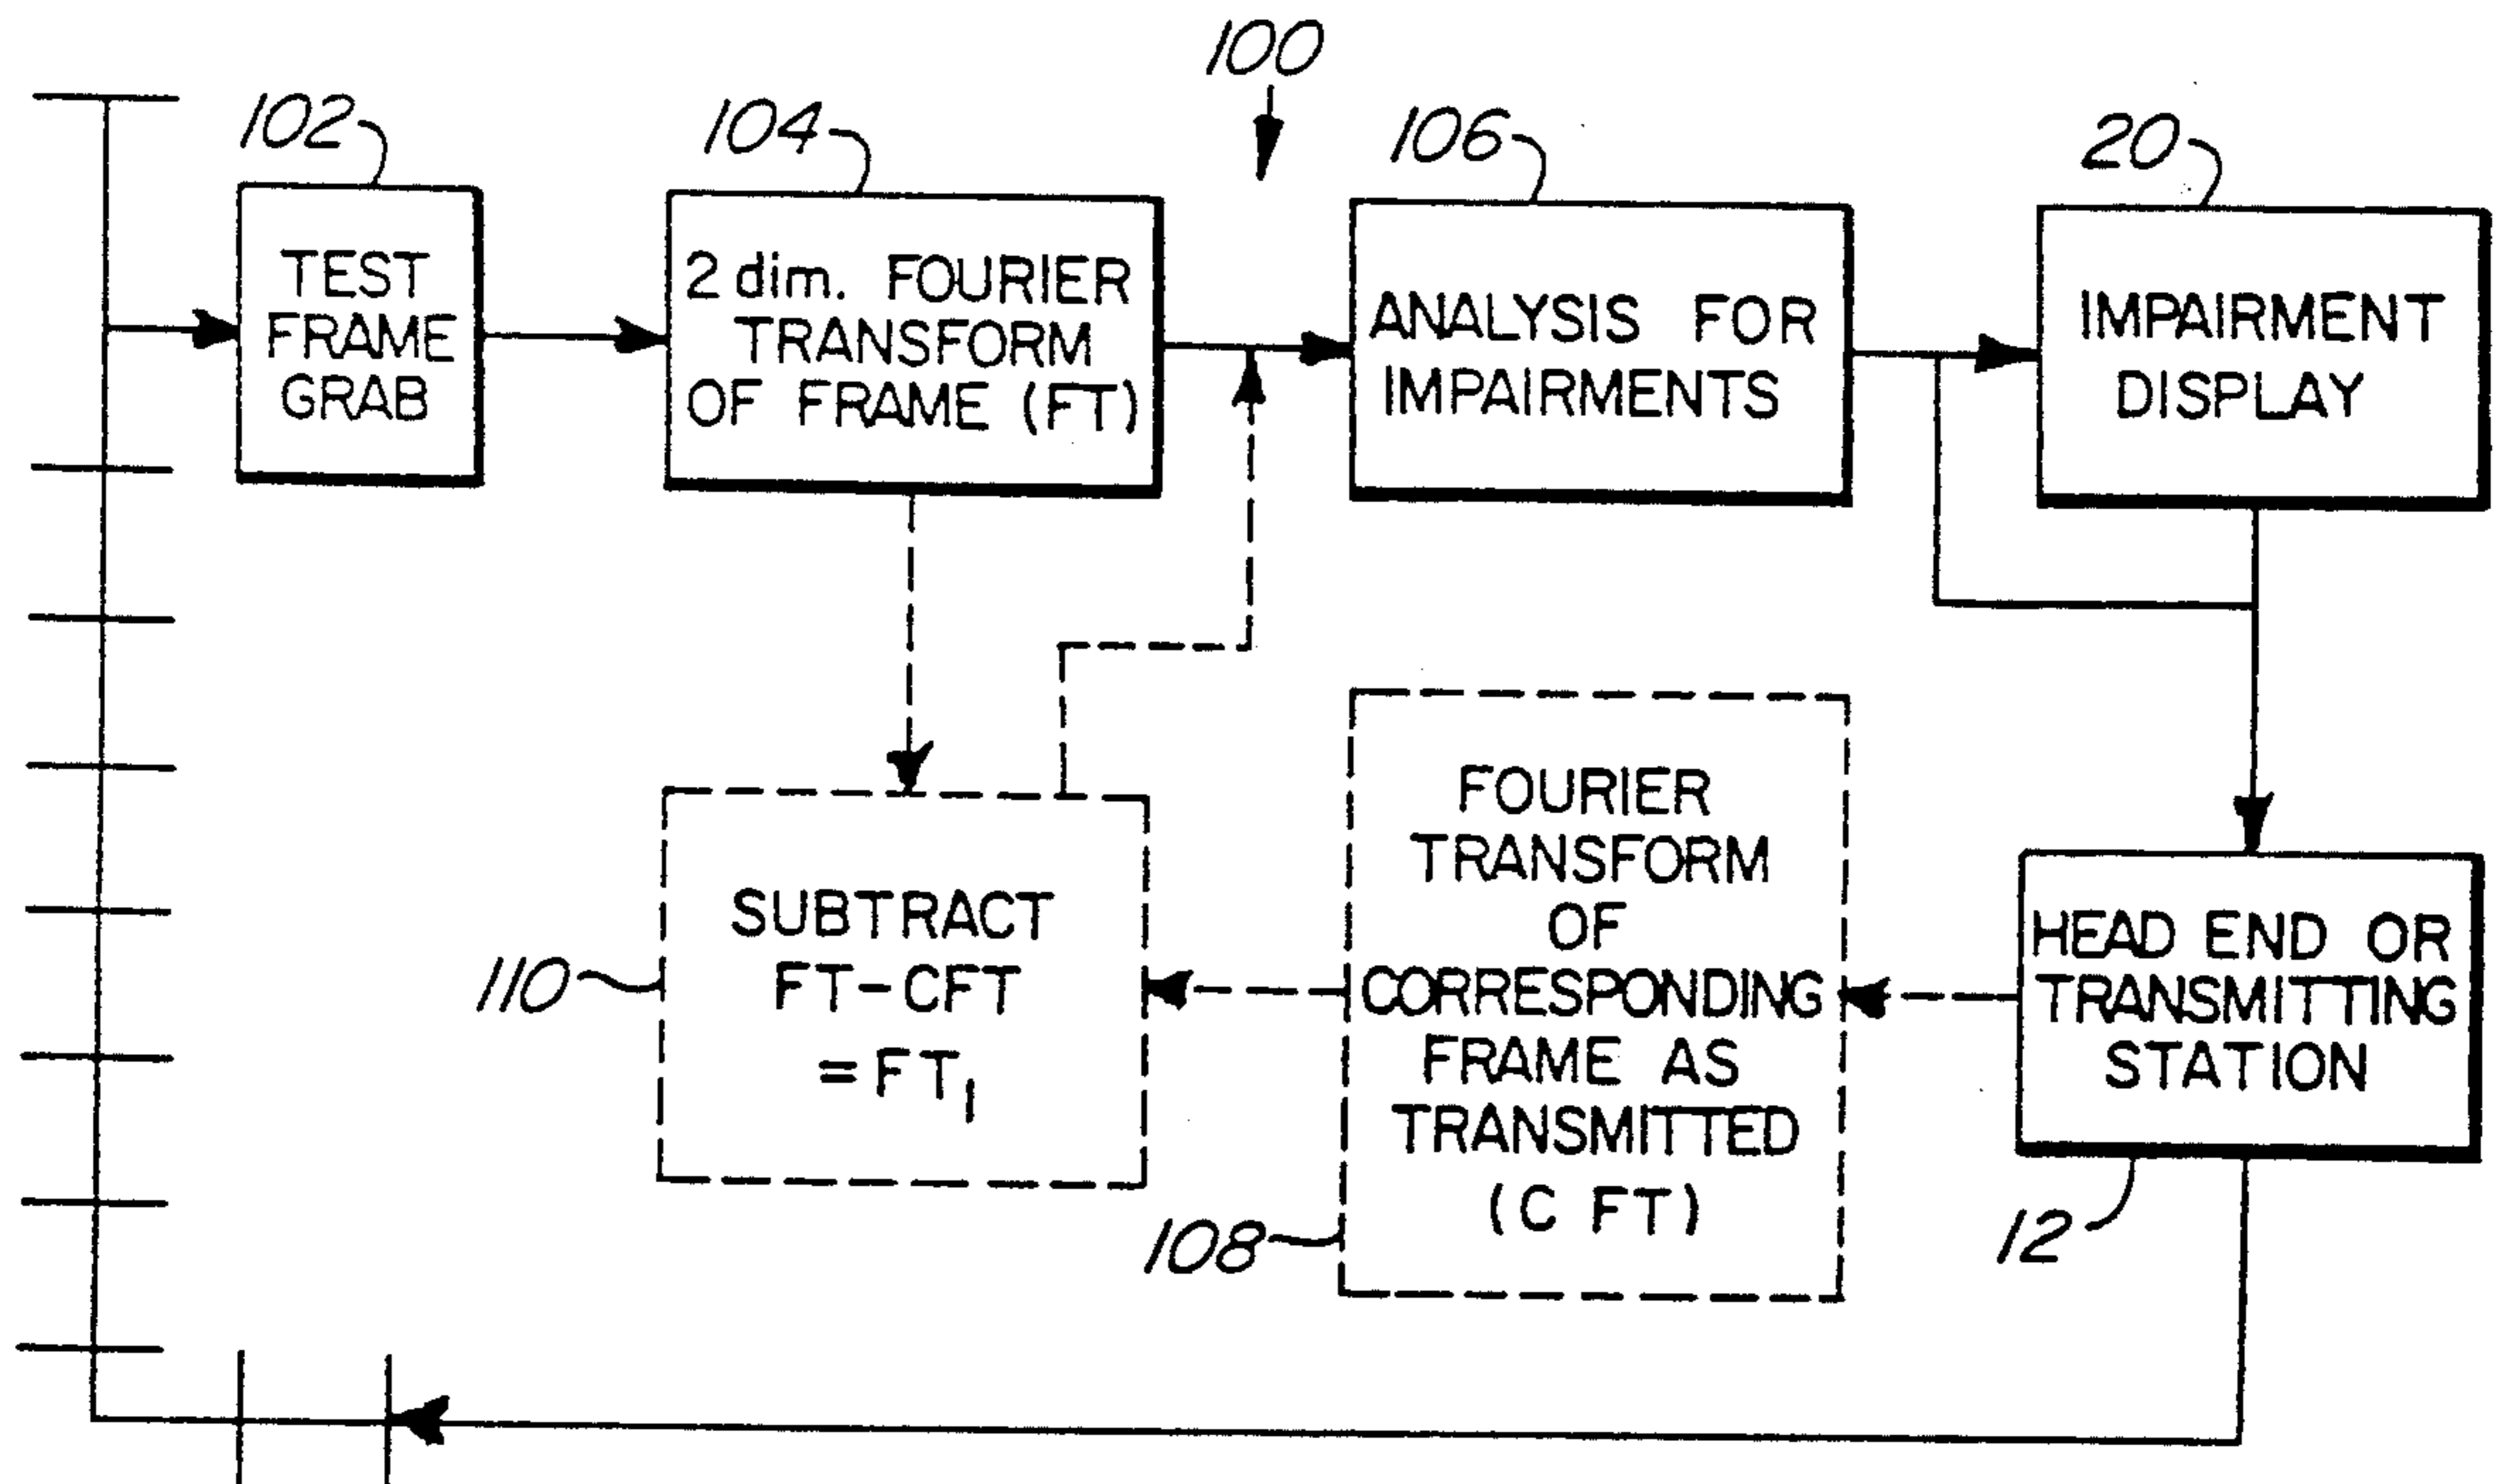 100
102
104
106
20
TEST
FRAME
GRAB
2 dim. FOURIER
TRANSFORM
OF FRAME (FT)
ANALYSIS FOR
IMPAIRMENTS
IMPAIRMENT
DISPLAY
SUBTRACT
FT-CFT
=FT₁
110
FOURIER
TRANSFORM
OF
CORRESPONDING
FRAME AS
TRANSMITTED
(C FT)
108
HEAD END OR
TRANSMITTING
STATION
12